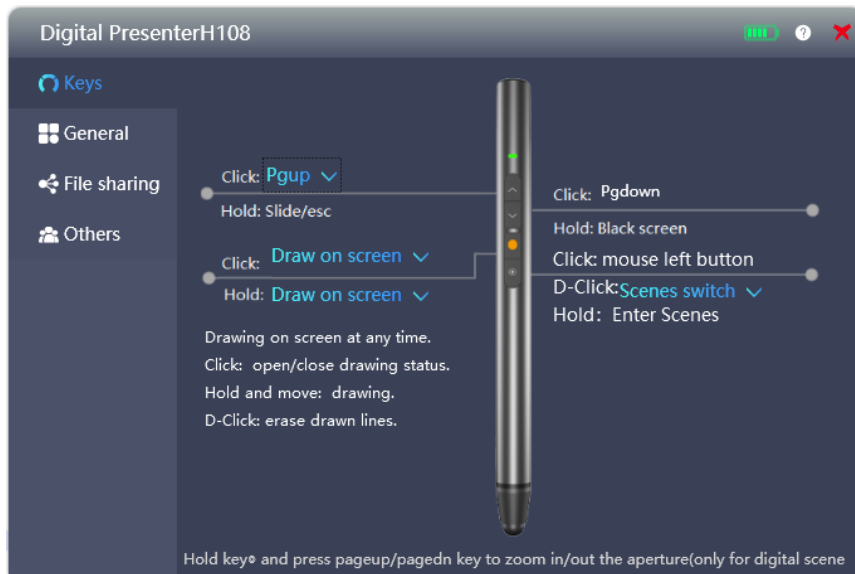 Digital PresenterH108
Keys
General
File sharing
Others
Click: Pgup
Hold: Slide/esc
Click: Draw on screen
Hold: Draw on screen
Drawing on screen at any time.
Click: open/close drawing status.
Hold and move: drawing.
D-Click: erase drawn lines.
Click: Pgdown
Hold: Black screen
Click: mouse left button
D-Click:Scenes switch
Hold: Enter Scenes
Hold key and press pageup/pagedn key to zoom in/out the aperture(only for digital scene